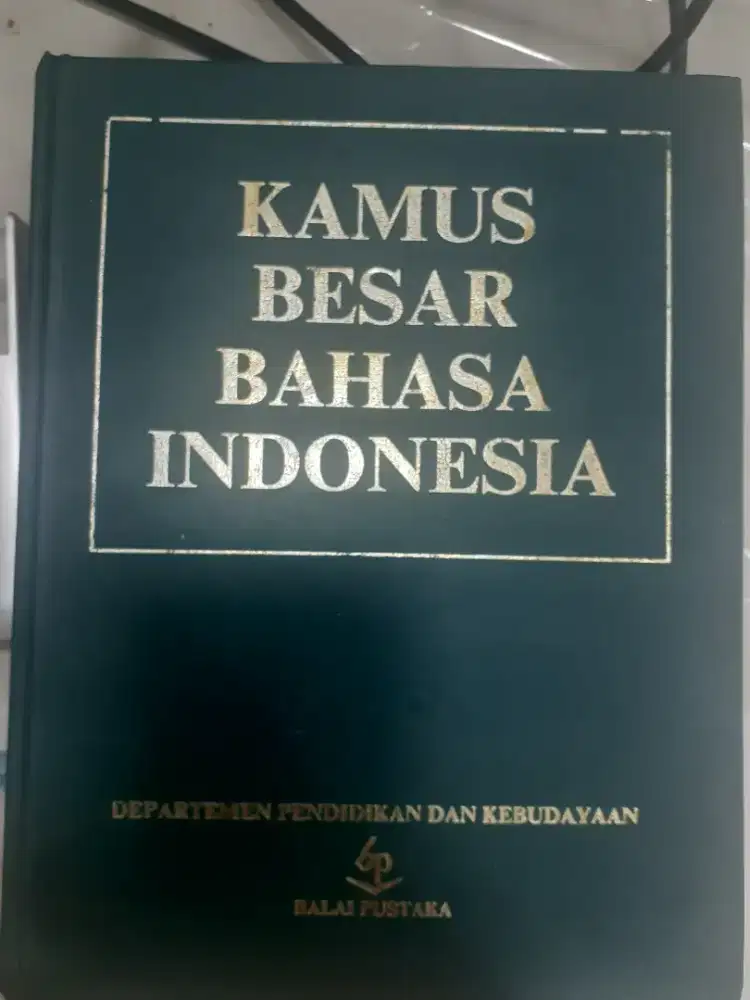 KAMUS
BESAR
BAHASA
INDONESIA
DEPARTEMEN PENDIDIKAN DAN KEBUDAYAAN
BALAI PUSTAKA